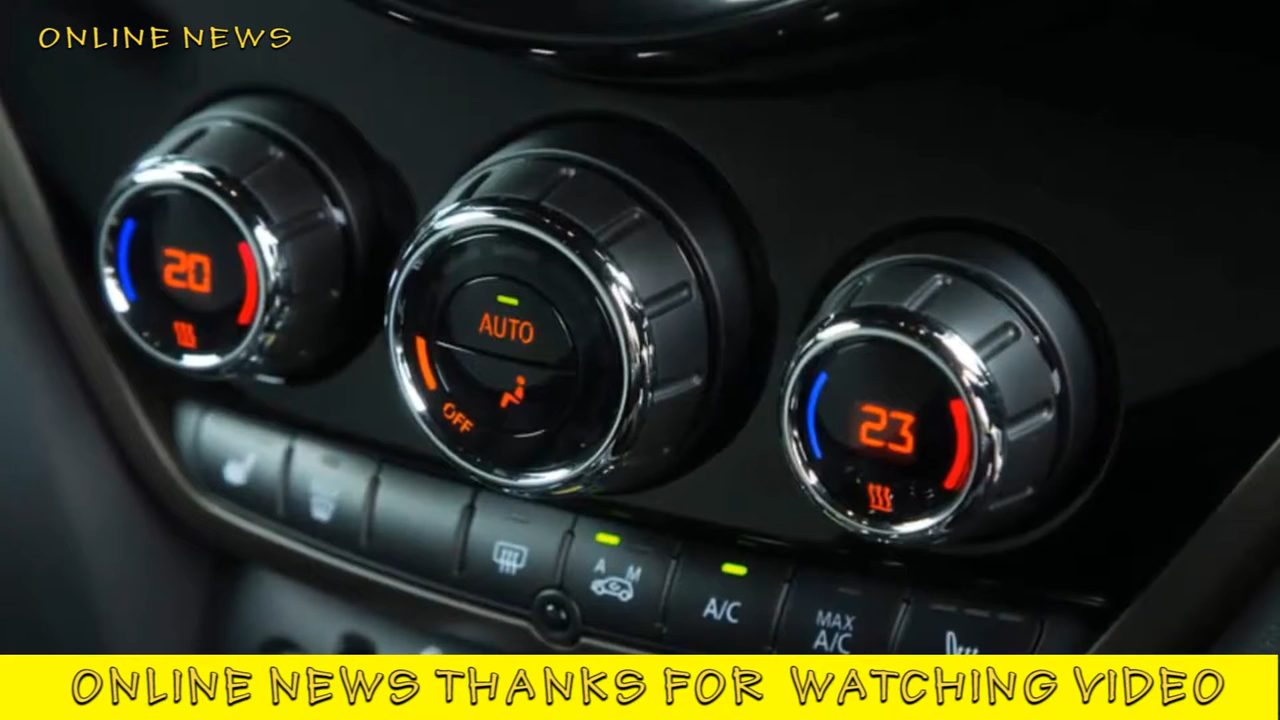 ONLINE NEWS
20
AUTO
OFF
23
A M
A/C
MAX
A/C
ONLINE NEWS THANKS FOR WATCHING VIDEO